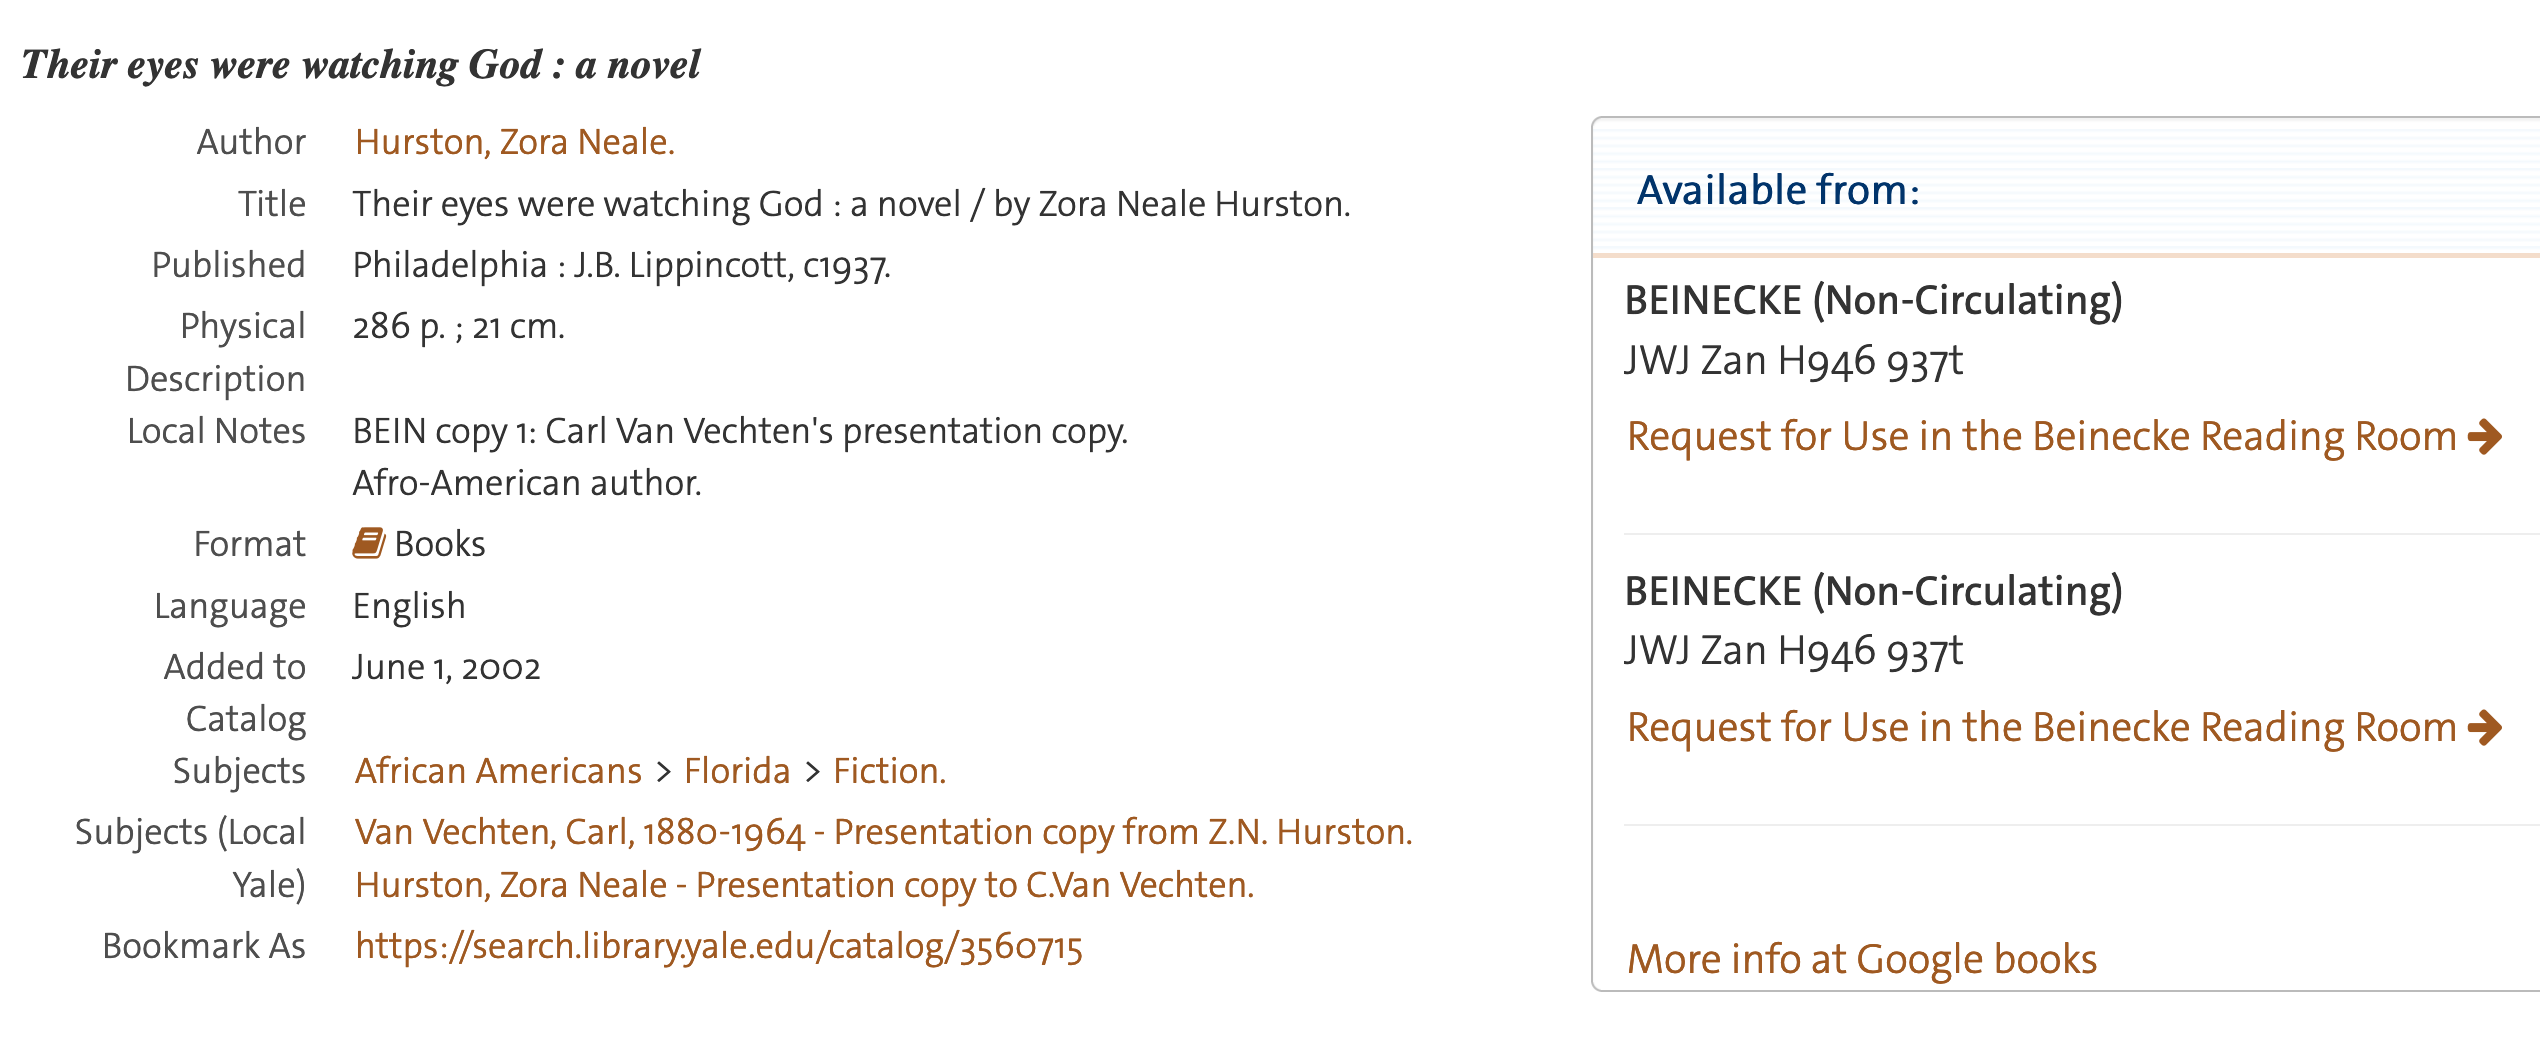 Their eyes were watching God : a novel
Author Hurston, Zora Neale.
Title Their eyes were watching God : a novel / by Zora Neale Hurston.
Published Philadelphia : J.B. Lippincott, c1937.
Physical 286 p. ; 21 cm.
Description
Local Notes BEIN copy 1: Carl Van Vechten's presentation copy.
Afro-American author.
Format Books
Language English
Added to June 1, 2002
Catalog
Subjects African Americans > Florida > Fiction.
Subjects (Local Van Vechten, Carl, 1880-1964 - Presentation copy from Z.N. Hurston.
Yale) Hurston, Zora Neale - Presentation copy to C.Van Vechten.
Bookmark As https://search.library.yale.edu/catalog/3560715
Available from:
BEINECKE (Non-Circulating)
JWJ Zan H946 937t
Request for Use in the Beinecke Reading Room
BEINECKE (Non-Circulating)
JWJ Zan H946 937t
Request for Use in the Beinecke Reading Room
More info at Google books